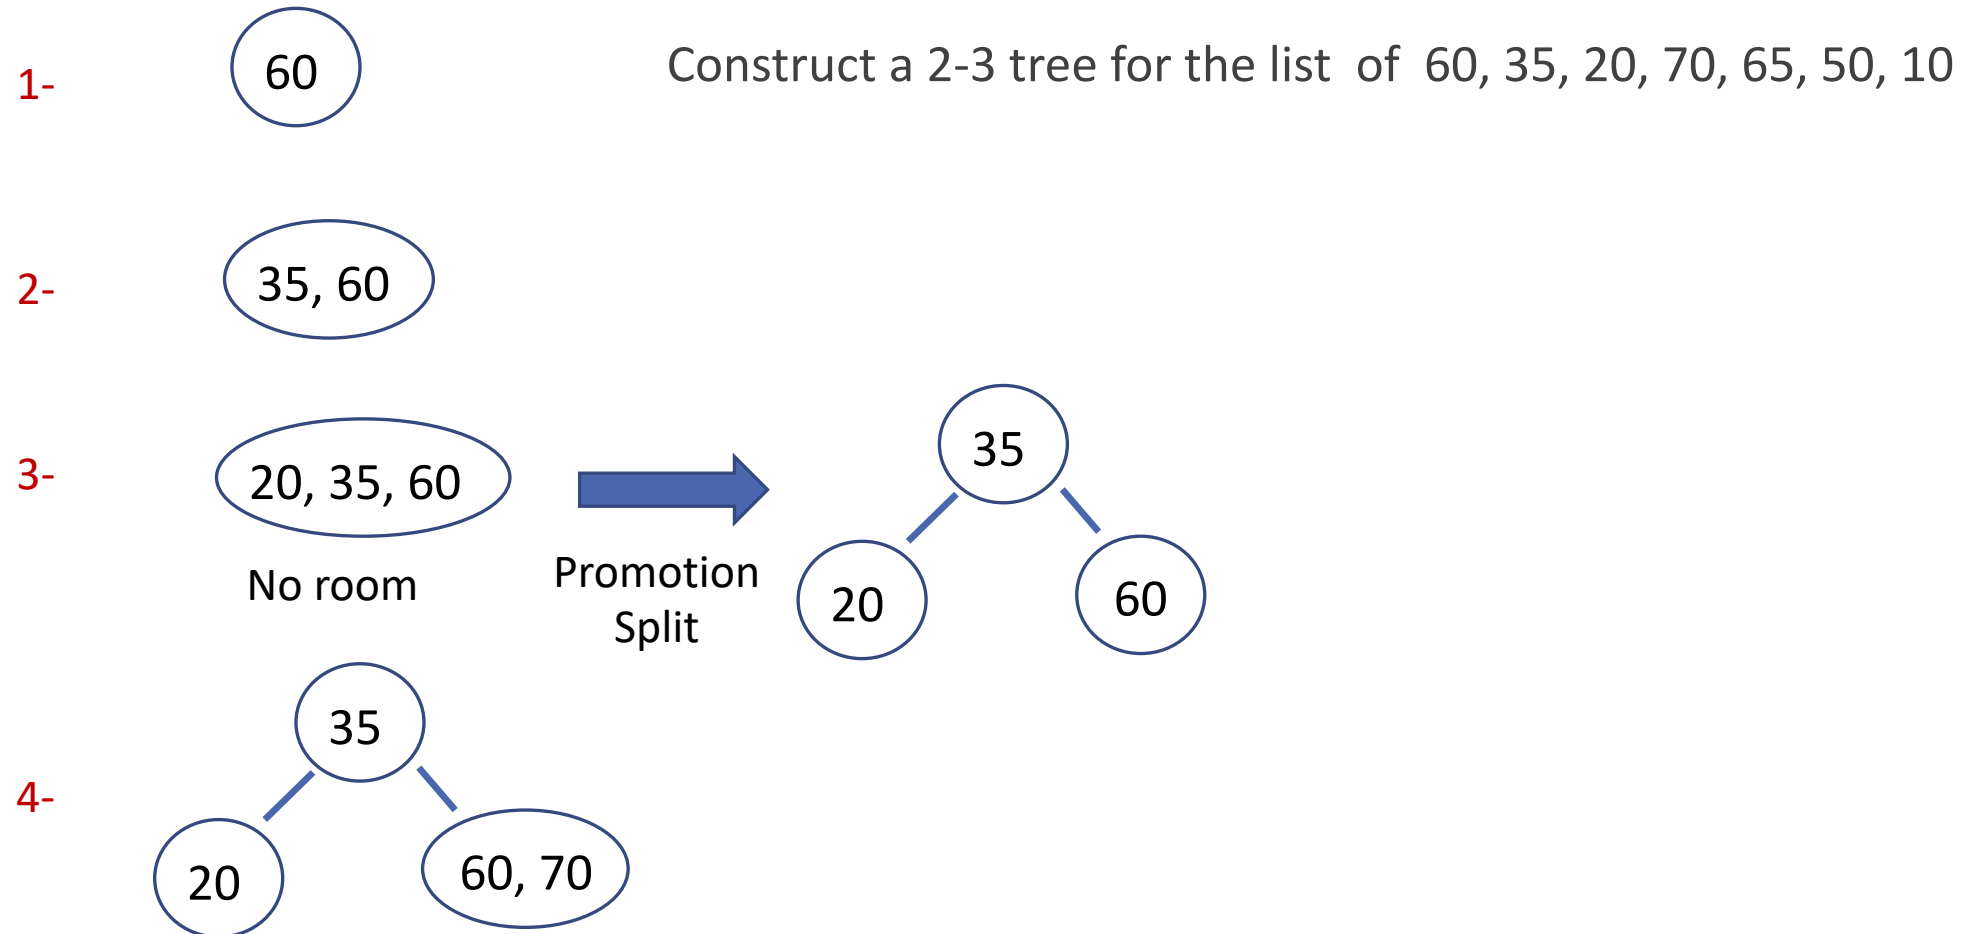 1-
60
Construct a 2-3 tree for the list of 60, 35, 20, 70, 65, 50, 10
2-
35, 60
3-
20, 35, 60
No room
Promotion
Split
35
20
60
4-
35
20
60, 70